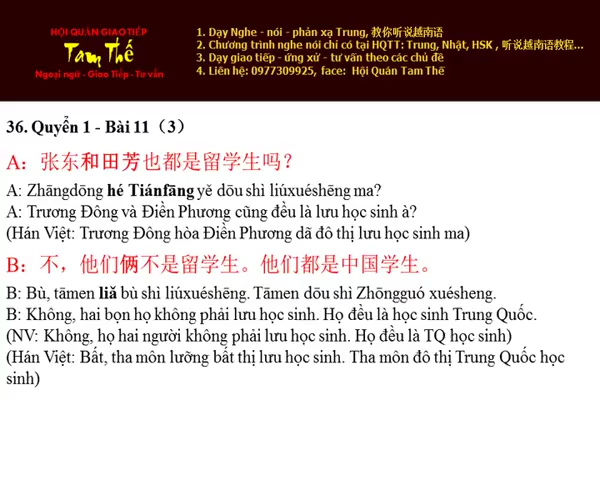 HỘI QUÁN GIAO TIẾP
Tam Thế
Ngoại ngữ - Giao Tiếp - Tư vấn
1. Dạy Nghe - nói - phản xạ Trung, 教你听说越南语
2. Chương trình nghe nói chỉ có tại HQTT: Trung, Nhật, HSK , 听说越南语教程...
3. Dạy giao tiếp - ứng xử - tư vấn theo các chủ đề
4. Liên hệ: 0977309925, face: Hội Quán Tam Thế
36. Quyển 1 - Bài 11（3）
A：张东和田芳也都是留学生吗？
A: Zhāngdōng hé Tiánfāng yě dōu shì liúxuéshēng ma?
A: Trương Đông và Điền Phương cũng đều là lưu học sinh à?
(Hán Việt: Trương Đông hòa Điền Phương dã đô thị lưu học sinh ma)
B：不，他们俩不是留学生。他们都是中国学生。
B: Bù, tāmen liǎ bù shì liúxuéshēng. Tāmen dōu shì Zhōngguó xuésheng.
B: Không, hai bọn họ không phải lưu học sinh. Họ đều là học sinh Trung Quốc.
(NV: Không, họ hai người không phải lưu học sinh. Họ đều là TQ học sinh)
(Hán Việt: Bất, tha môn lưỡng bất thị lưu học sinh. Tha môn đô thị Trung Quốc học
sinh)